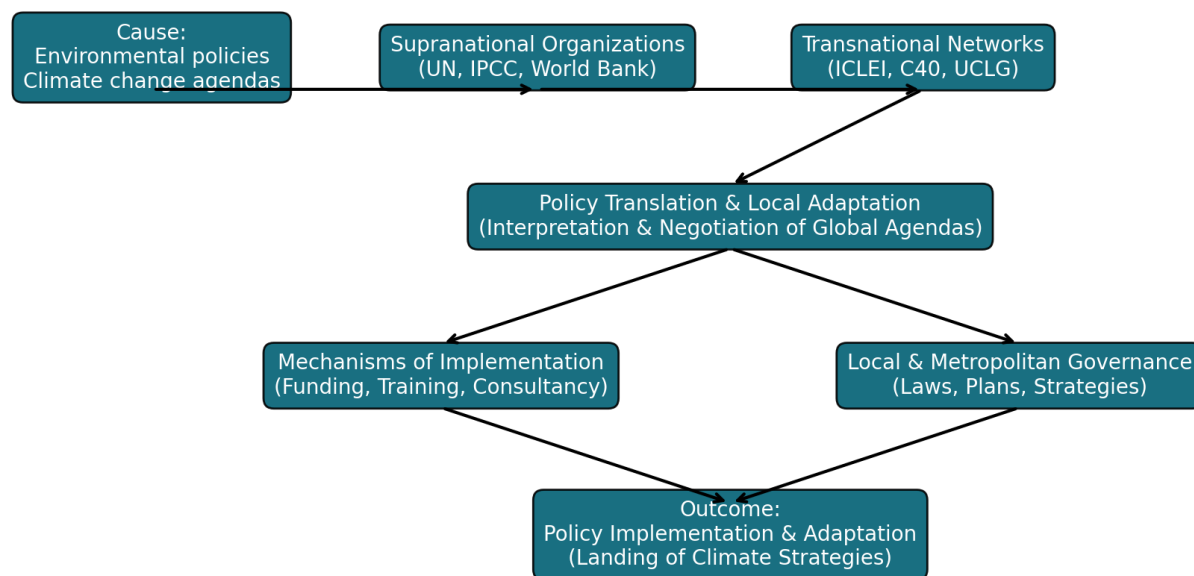 Cause:
Environmental policies
Climate change agendas
Supranational Organizations
(UN, IPCC, World Bank)
Transnational Networks
(ICLEI, C40, UCLG)
Policy Translation & Local Adaptation
(Interpretation & Negotiation of Global Agendas)
Mechanisms of Implementation
(Funding, Training, Consultancy)
Local & Metropolitan Governance
(Laws, Plans, Strategies)
Outcome:
Policy Implementation & Adaptation
(Landing of Climate Strategies)